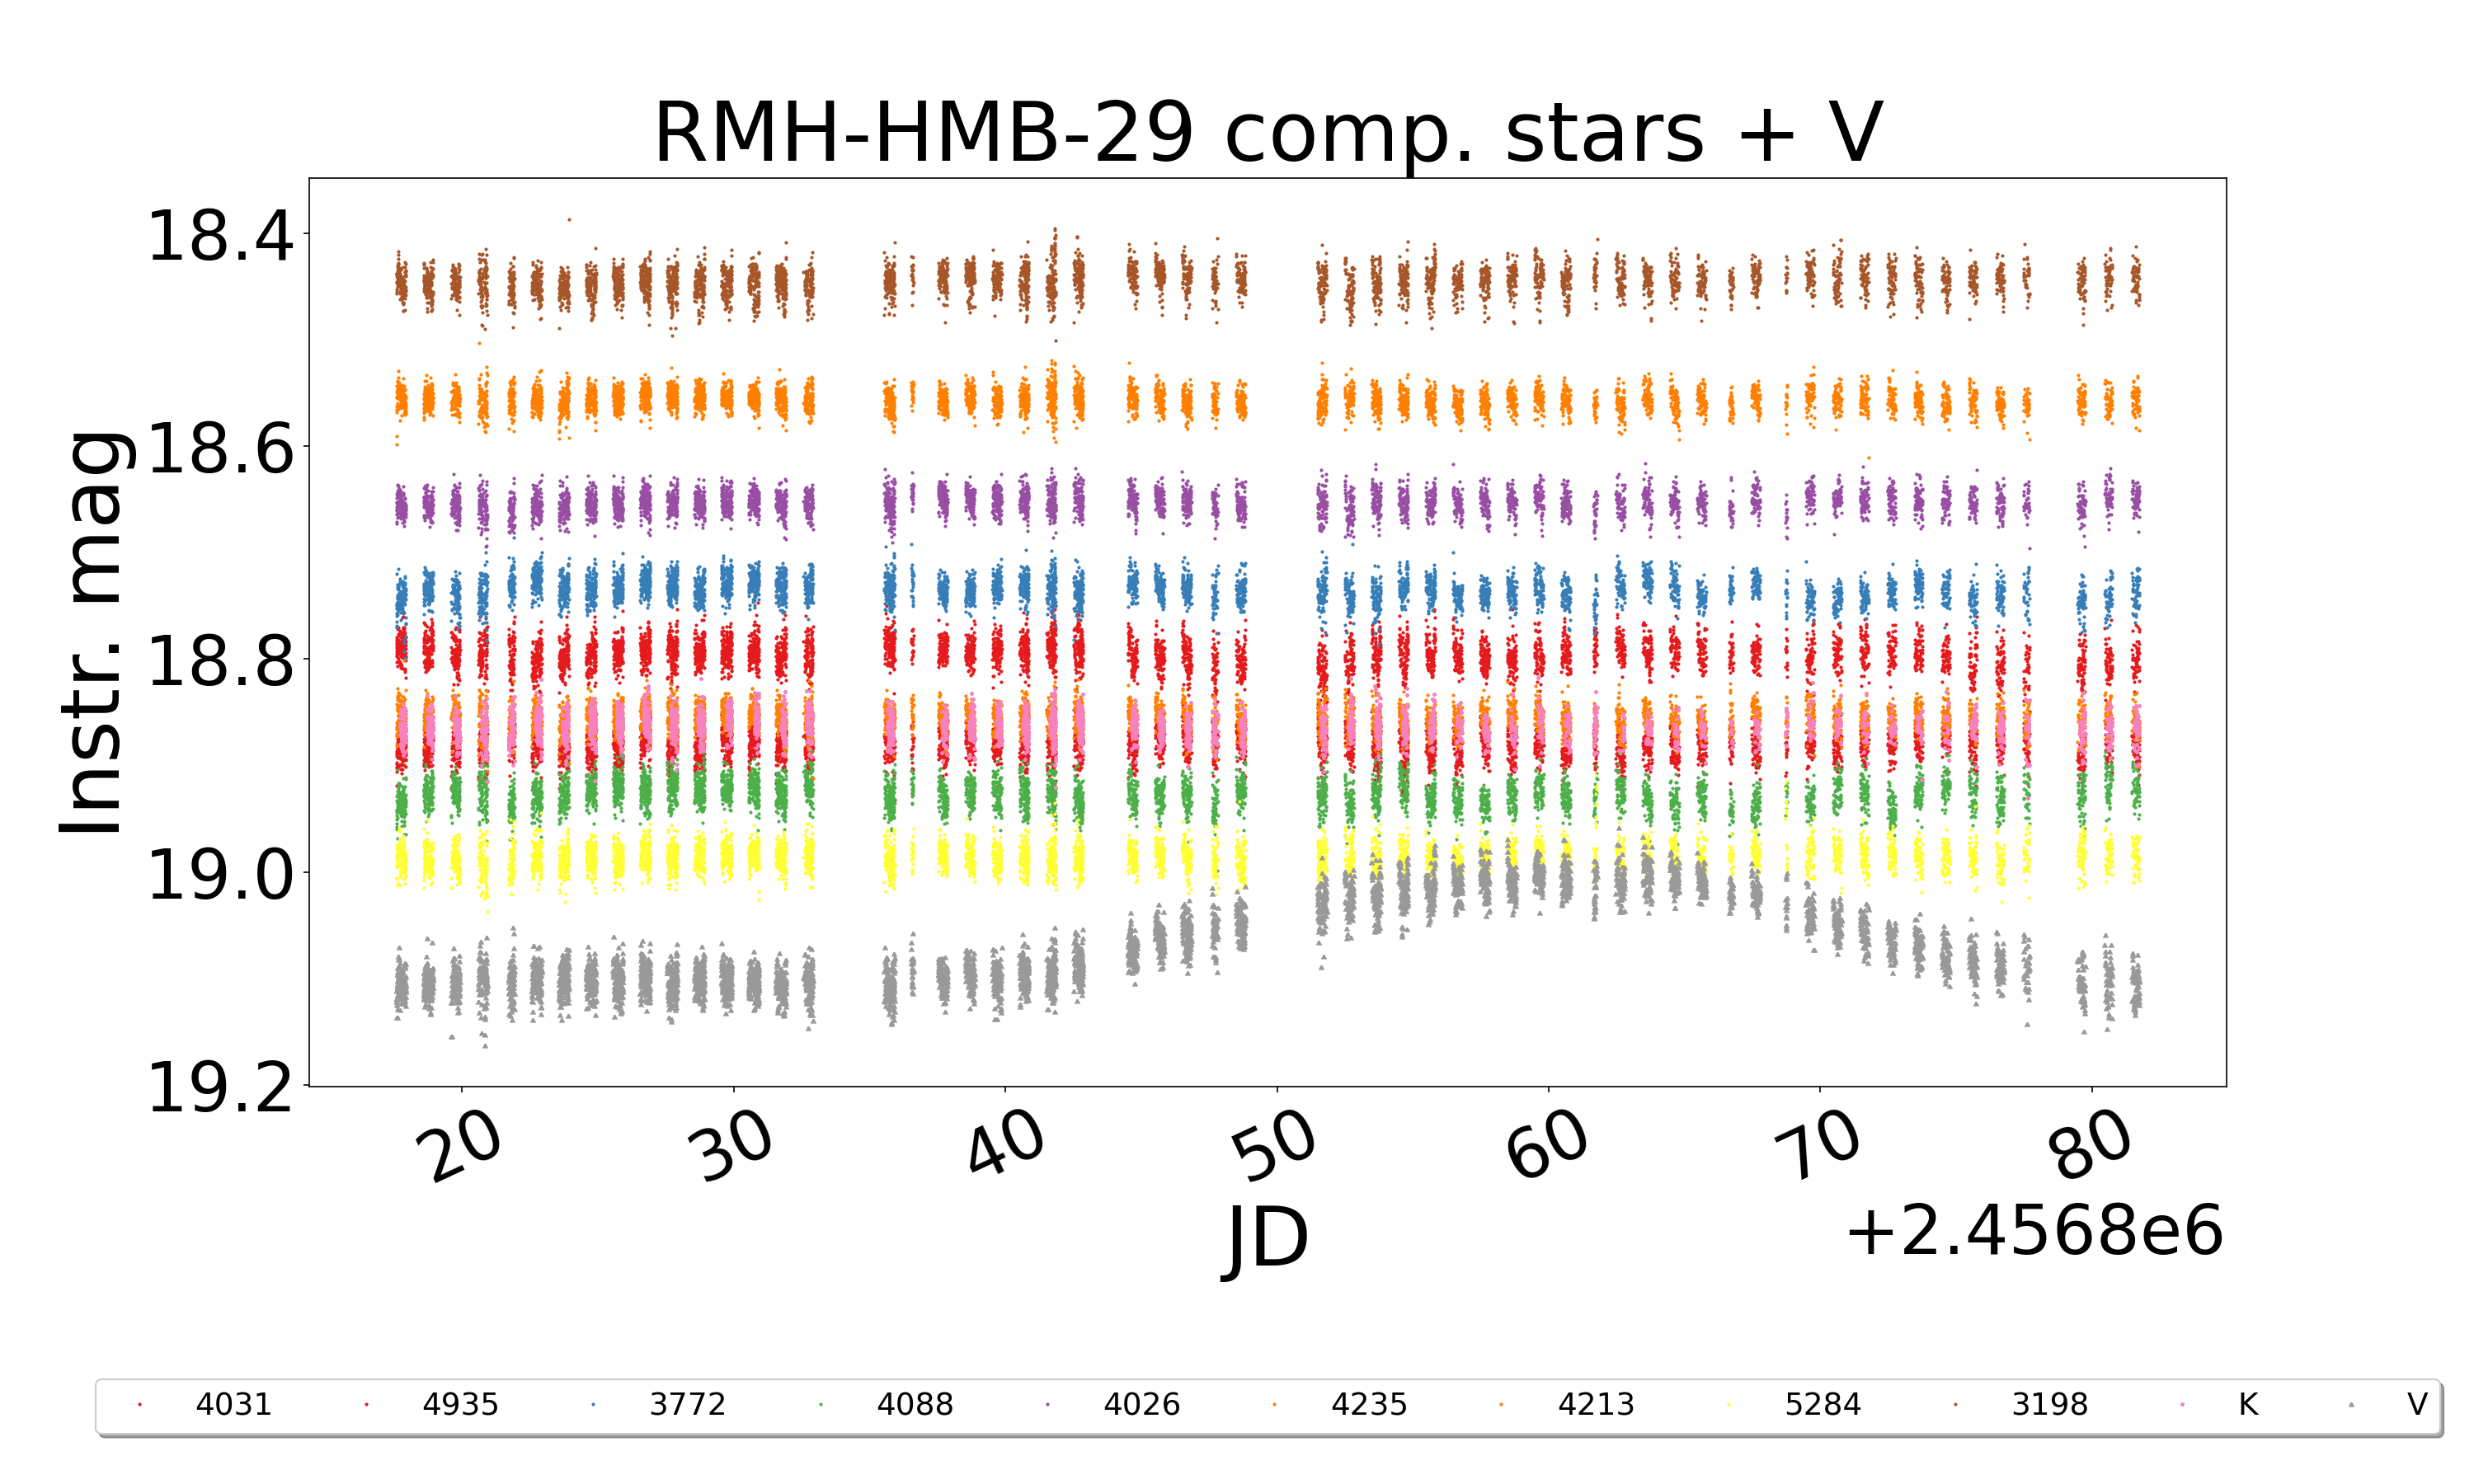 RMH-HMB-29 comp. stars + V
Instr. mag
18.4
18.6
18.8
19.0
19.2
20 30 40 50 60 70 80
JD
+2.4568e6
4031 4935 3772 4088 4026 4235 4213 5284 3198 K V